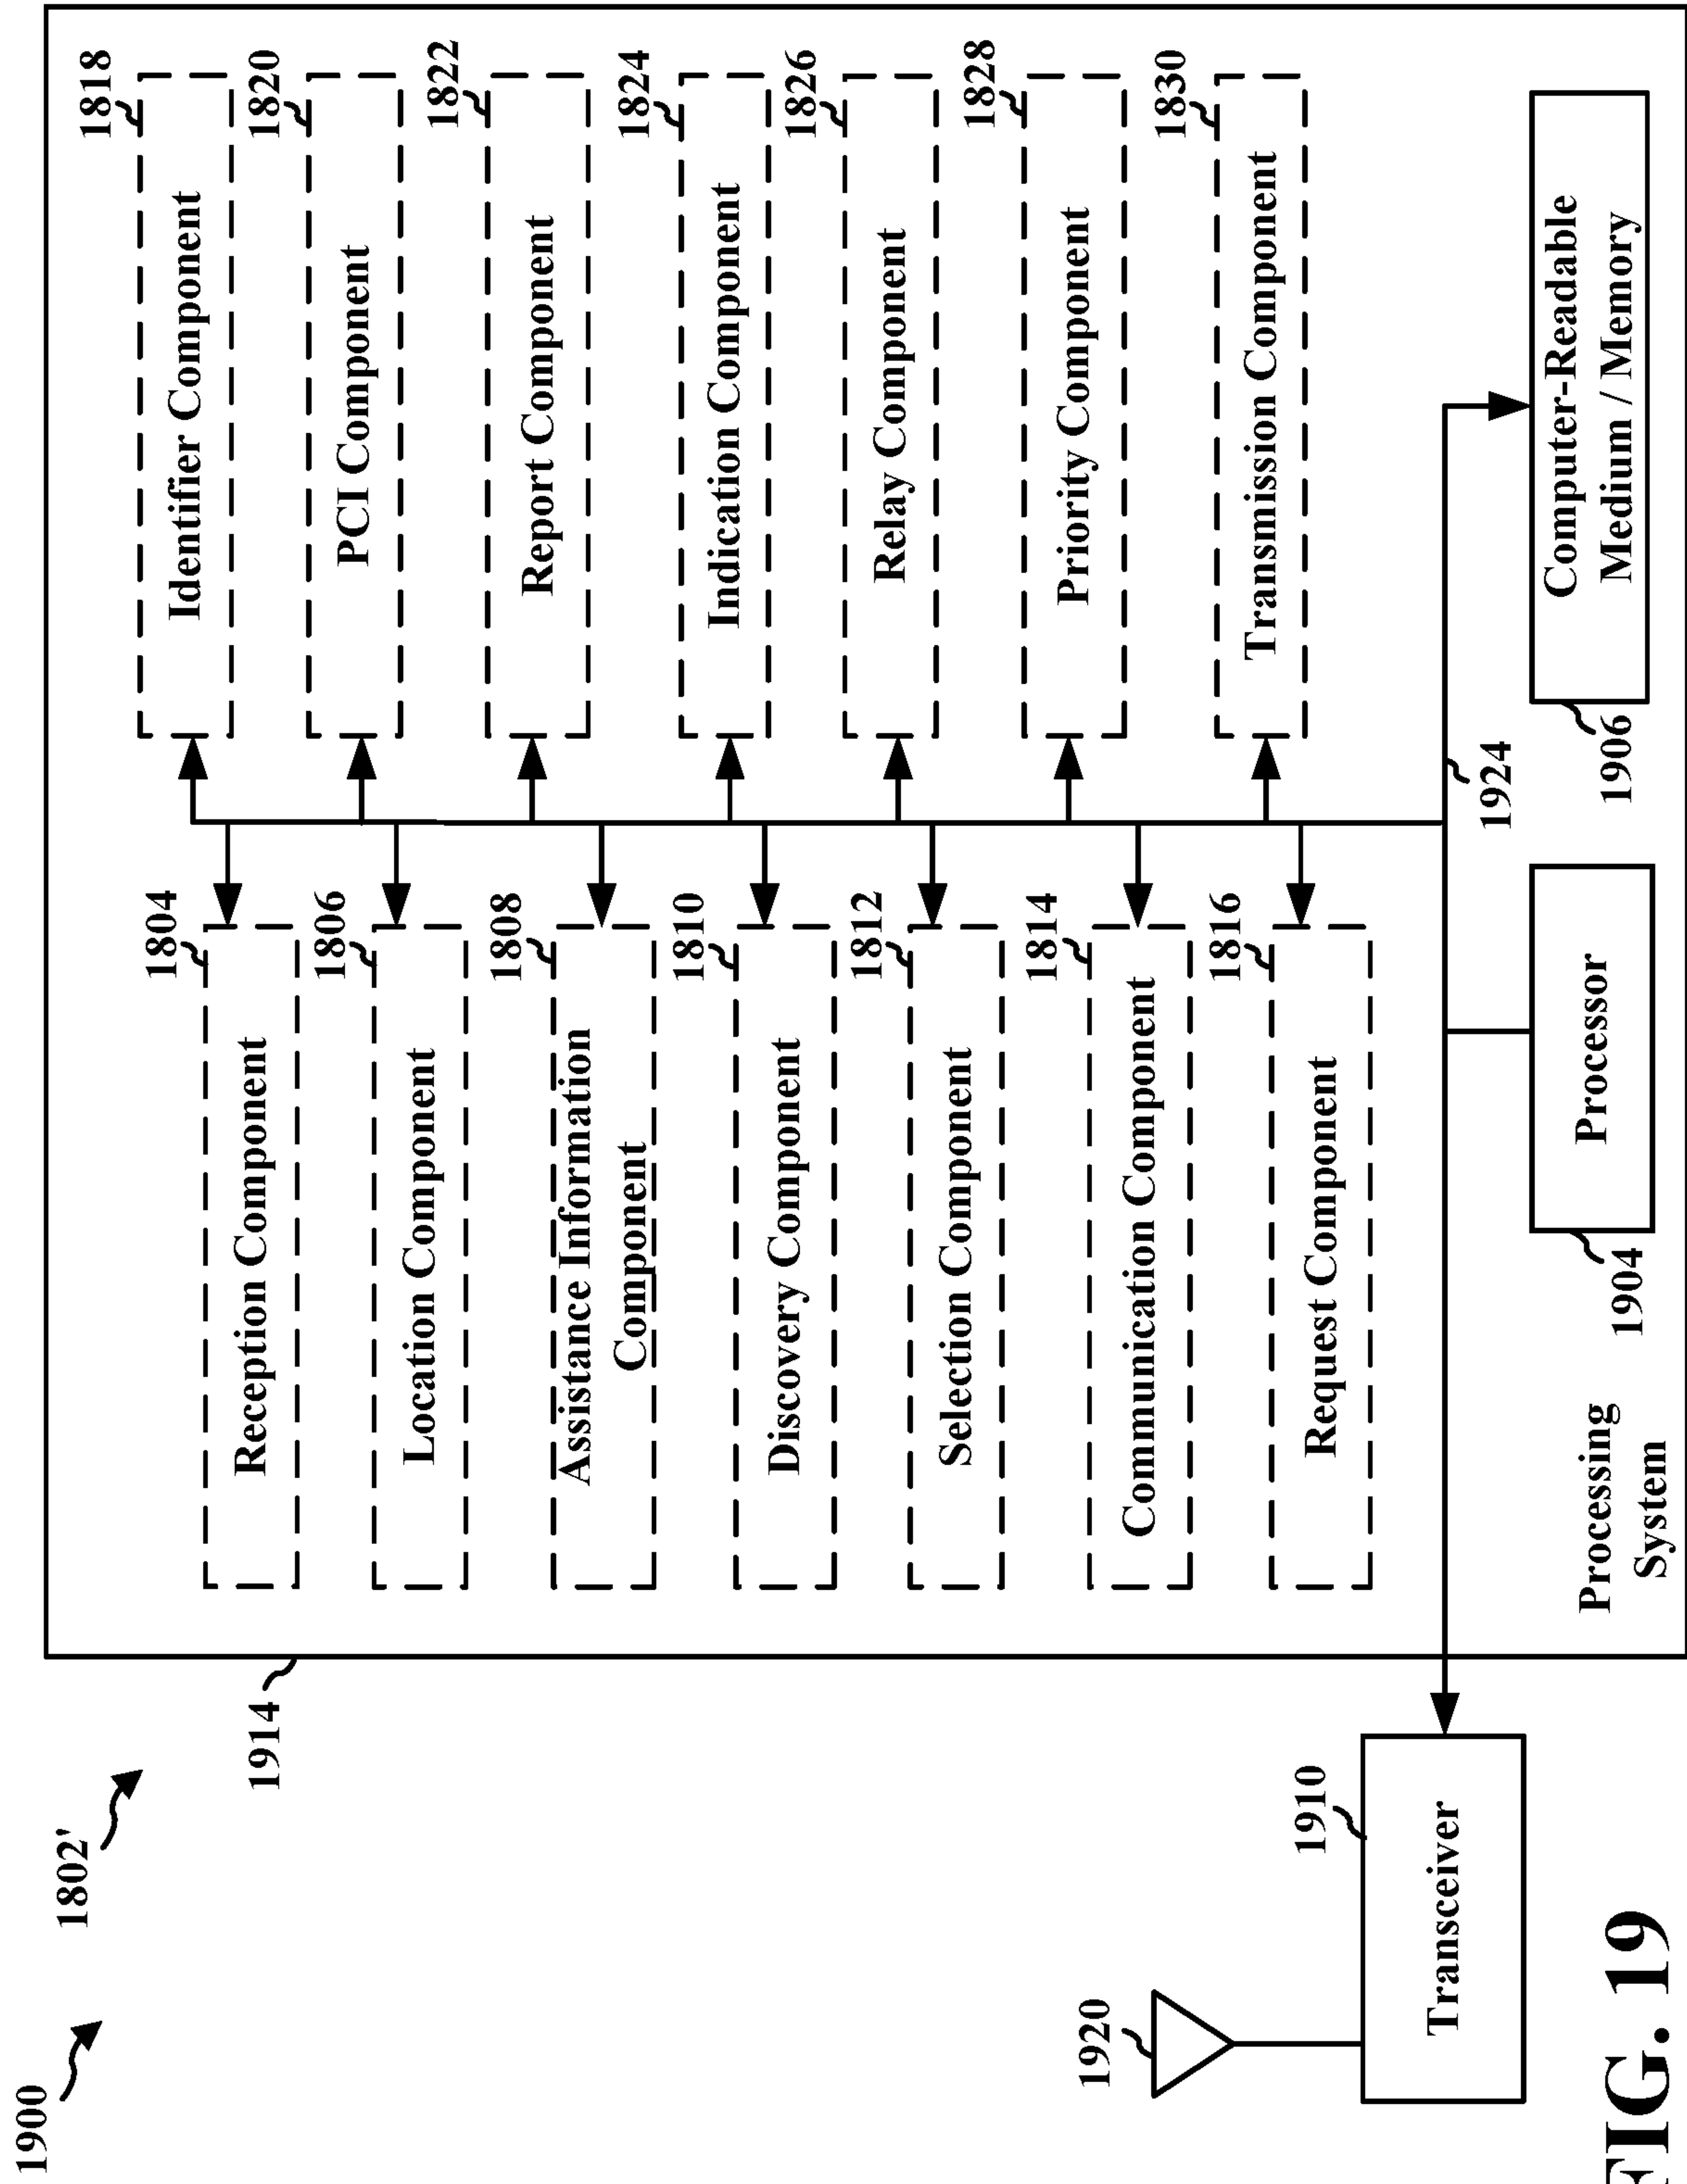 1900
1802'
1914
1804
Reception Component
1806
Location Component
1808
Assistance Information
Component
1810
Discovery Component
1812
Selection Component
1814
Communication Component
1816
Request Component
1818
Identifier Component
1820
PCI Component
1822
Report Component
1824
Indication Component
1826
Relay Component
1828
Priority Component
1830
Transmission Component
1920
1910
Transceiver
Processing
System
1904
Processor
1924
1906
Computer-Readable
Medium / Memory
FIG. 19